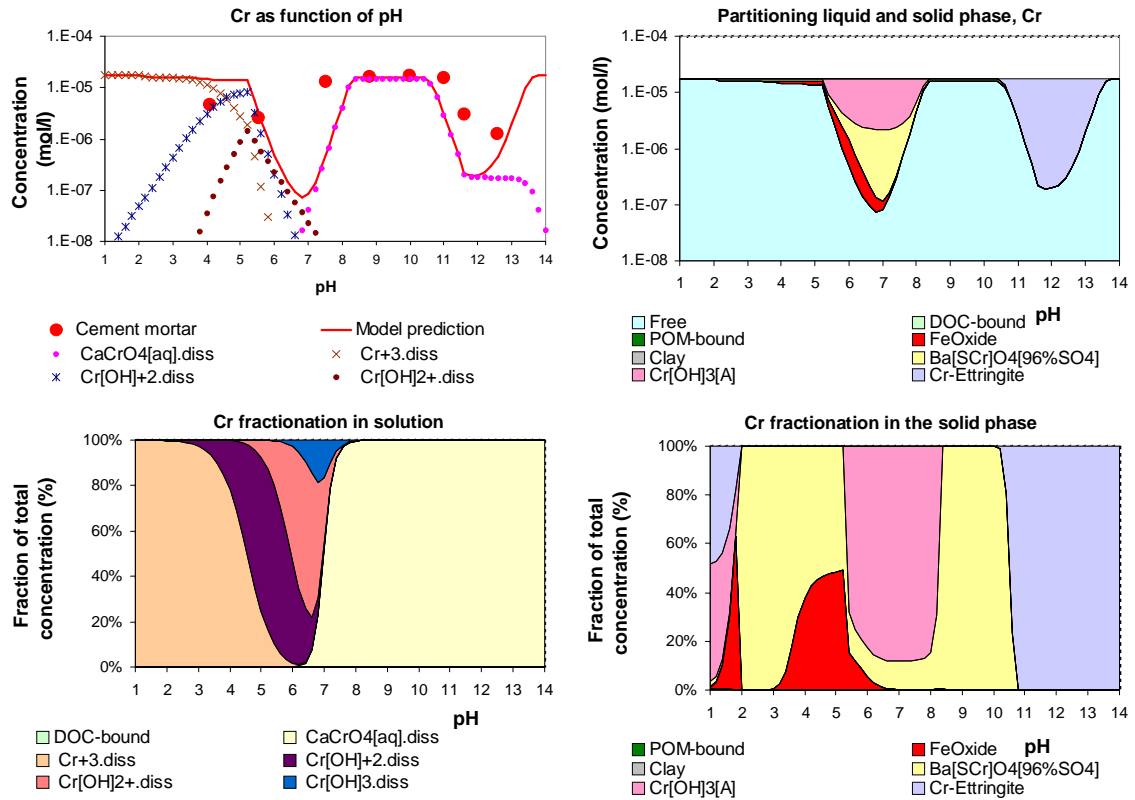 Cr as function of pH
1.E-04
1.E-05
1.E-06
1.E-07
1.E-08
Concentration
(mol/l)
1 2 3 4 5 6 7 8 9 10 11 12 13 14
pH
Cement mortar
Model prediction
CaCrO4[aq].diss
Cr+3.diss
Cr[OH]+2.diss
Cr[OH]2+.diss
Partitioning liquid and solid phase, Cr
1.E-04
1.E-05
1.E-06
1.E-07
1.E-08
Concentration (mol/l)
1 2 3 4 5 6 7 8 9 10 11 12 13 14
pH
Free
DOC-bound
POM-bound
FeOxide
Clay
Ba[SCr]O4[96%SO4]
Cr[OH]3[A]
Cr-Ettringite
Cr fractionation in solution
100%
80%
60%
40%
20%
0%
Fraction of total
concentration (%)
1 2 3 4 5 6 7 8 9 10 11 12 13 14
pH
DOC-bound
CaCrO4[aq].diss
Cr+3.diss
Cr[OH]+2.diss
Cr[OH]2+.diss
Cr[OH]3.diss
Cr fractionation in the solid phase
100%
80%
60%
40%
20%
0%
Fraction of total
concentration (%)
1 2 3 4 5 6 7 8 9 10 11 12 13 14
pH
POM-bound
FeOxide
Clay
Ba[SCr]O4[96%SO4]
Cr[OH]3[A]
Cr-Ettringite